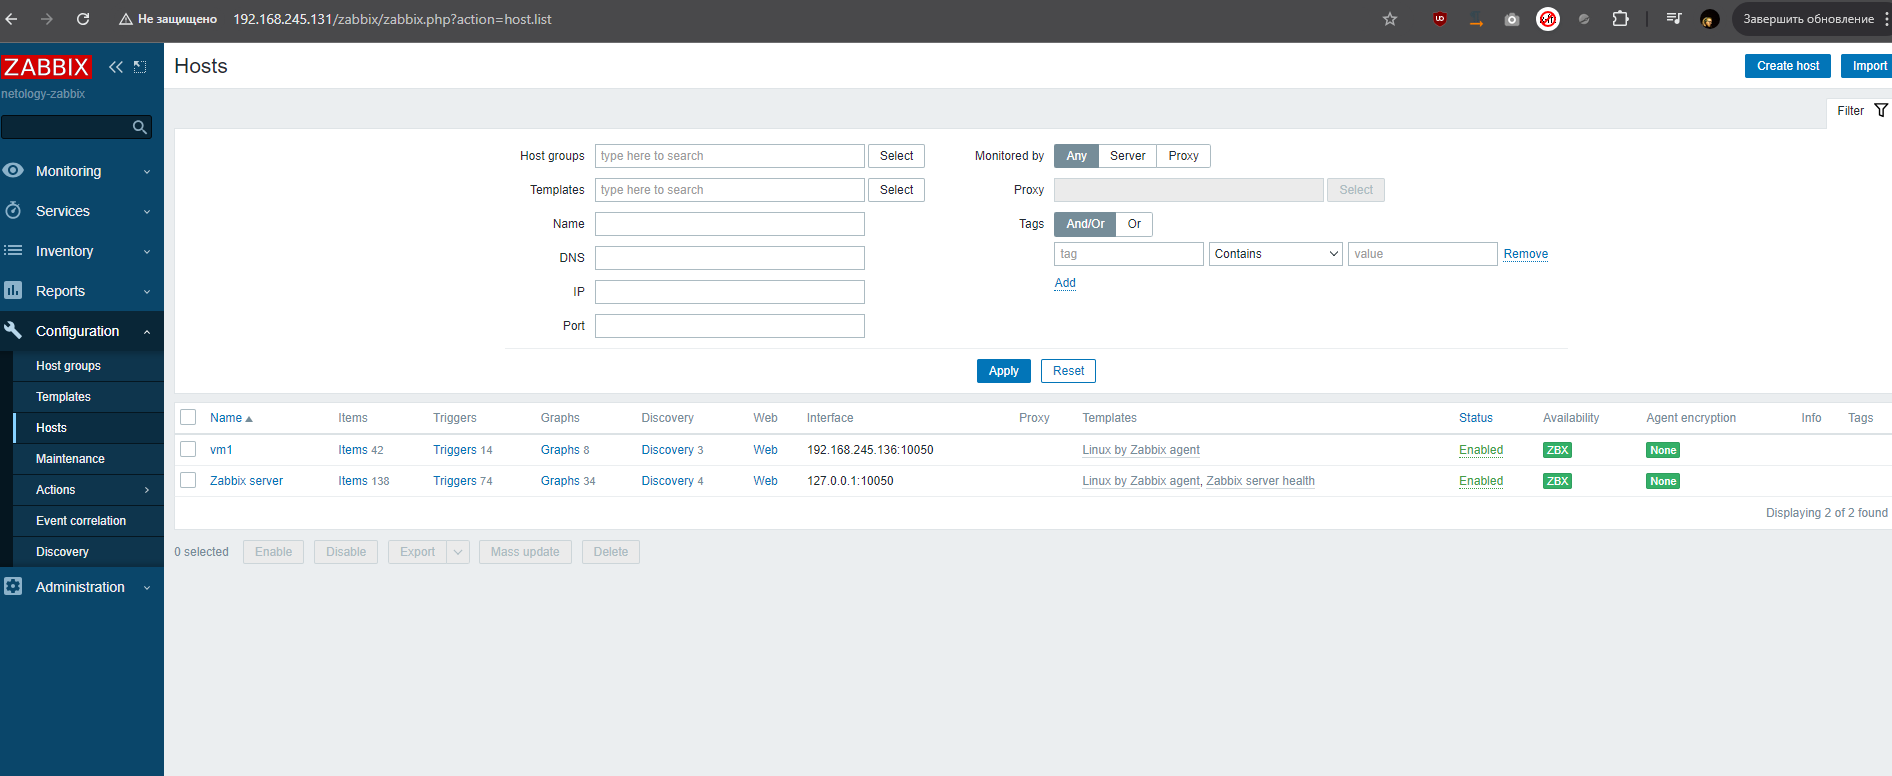 Не защищено 192.168.245.131/zabbix/zabbix.php?action=host.list Завершить обновление
ZABBIX
netology-zabbix
Monitoring
Services
Inventory
Reports
Configuration
Host groups
Templates
Hosts
Maintenance
Actions
Event correlation
Discovery
Administration
Hosts Create host Import
Filter
Host groups type here to search Select
Templates type here to search Select
Name
DNS
IP
Port
Monitored by Any Server Proxy
Proxy Select
Tags And/Or Or
tag Contains value Remove
Add
Apply Reset
Name Items Triggers Graphs Discovery Web Interface Proxy Templates Status Availability Agent encryption Info Tags
vm1 Items 42 Triggers 14 Graphs 8 Discovery 3 Web 192.168.245.136:10050 Linux by Zabbix agent Enabled ZBX None
Zabbix server Items 138 Triggers 74 Graphs 34 Discovery 4 Web 127.0.0.1:10050 Linux by Zabbix agent, Zabbix server health Enabled ZBX None
Displaying 2 of 2 found
0 selected Enable Disable Export Mass update Delete